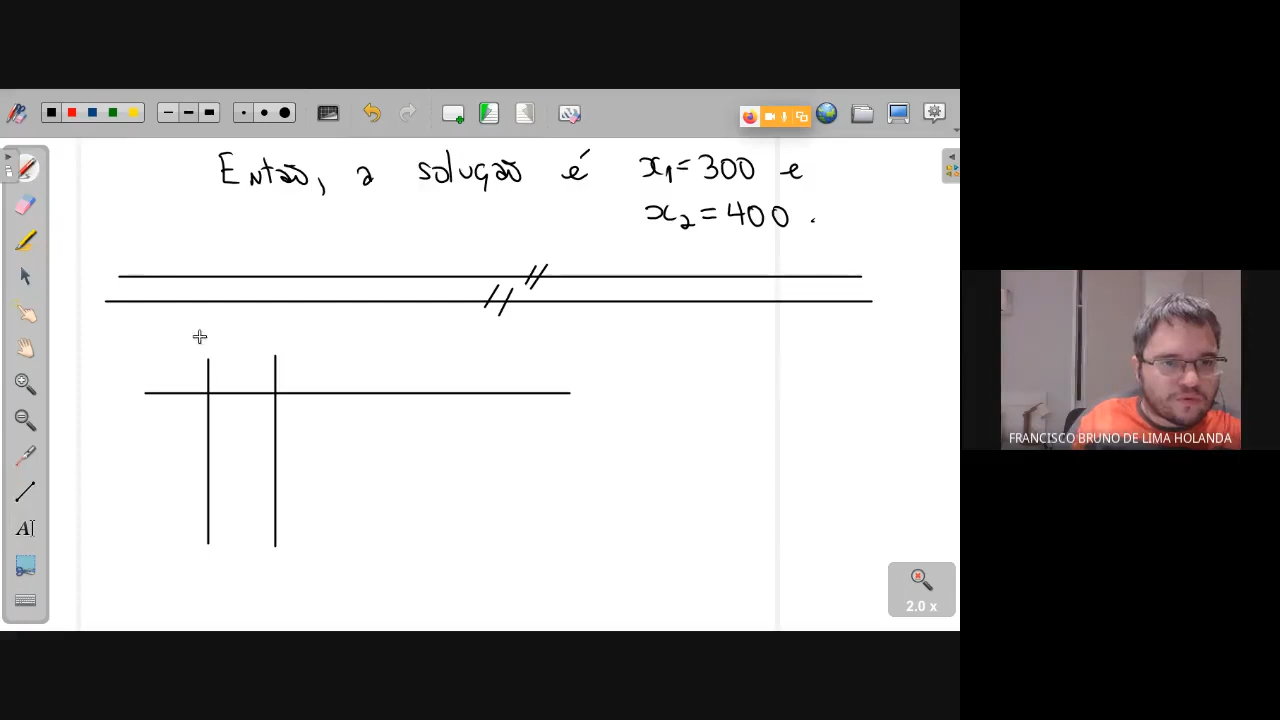 Então, a solução é x₁=300 e
x₂=400.
FRANCISCO BRUNO DE LIMA HOLANDA
A
2.0 x